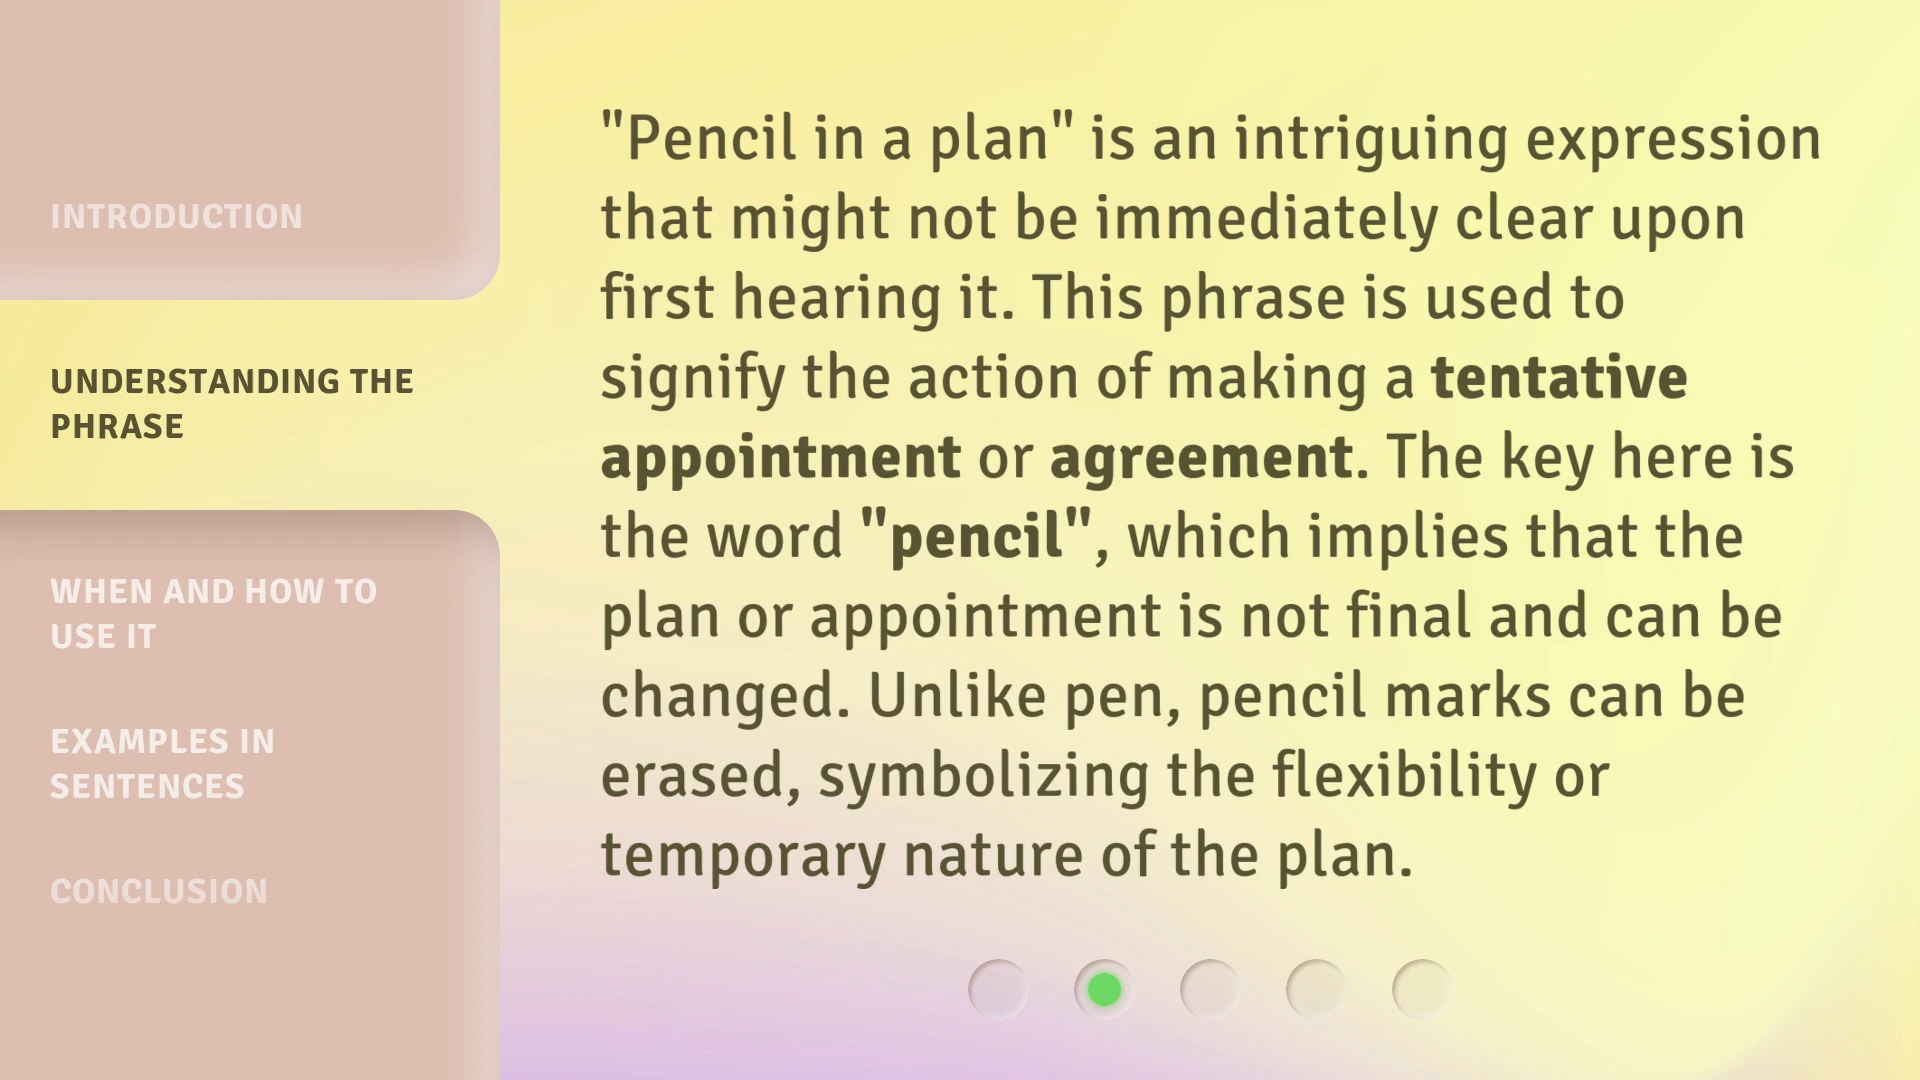 INTRODUCTION
UNDERSTANDING THE
PHRASE
WHEN AND HOW TO
USE IT
EXAMPLES IN
SENTENCES
CONCLUSION
"Pencil in a plan" is an intriguing expression
that might not be immediately clear upon
first hearing it. This phrase is used to
signify the action of making a tentative
appointment or agreement. The key here is
the word "pencil", which implies that the
plan or appointment is not final and can be
changed. Unlike pen, pencil marks can be
erased, symbolizing the flexibility or
temporary nature of the plan.